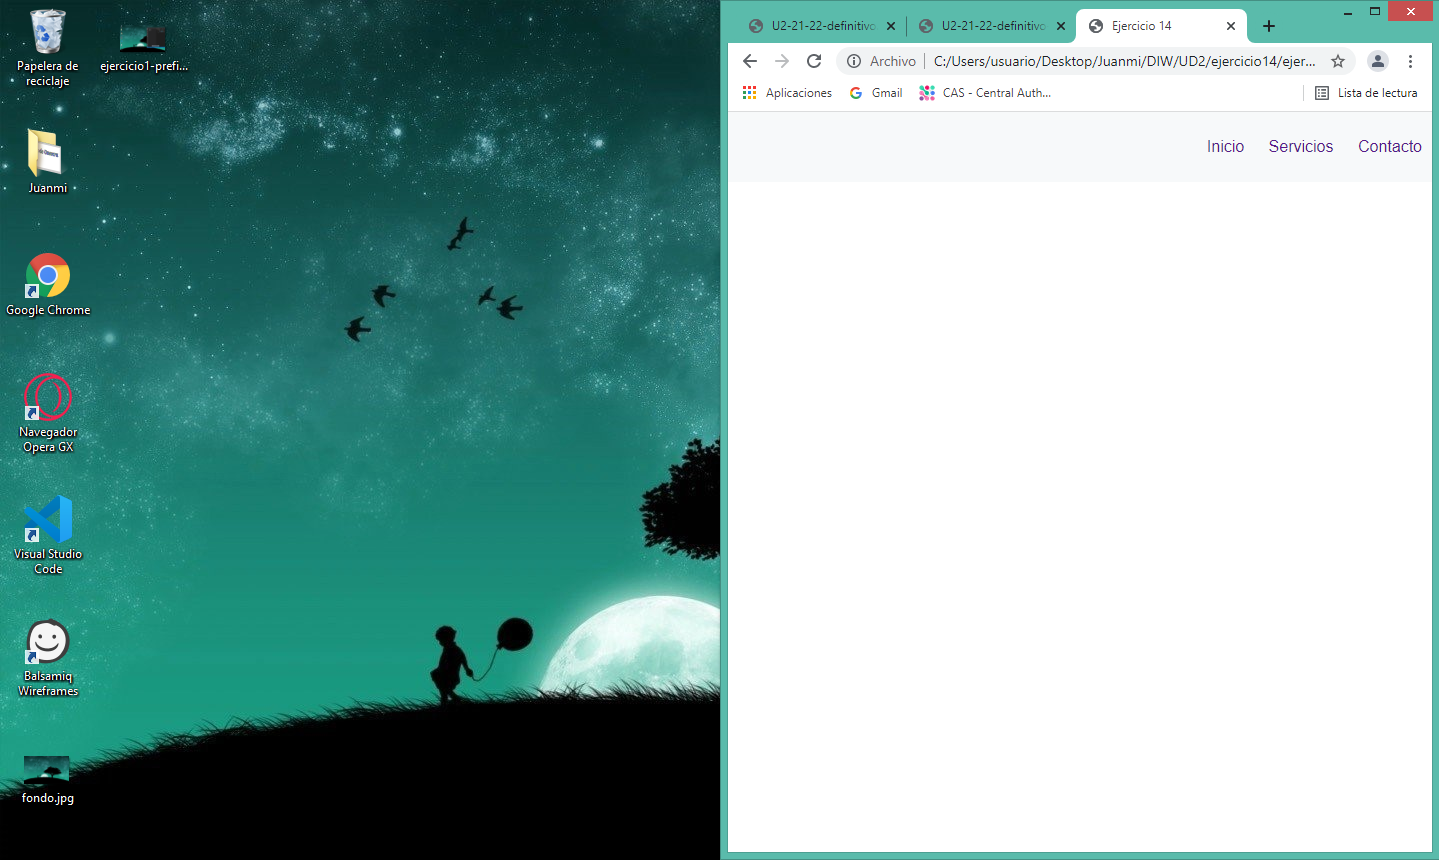 Papelera de
reciclaje
ejercicio1-prefi...
Juanmi
Google Chrome
Navegador
Opera GX
Visual Studio
Code
Balsamiq
Wireframes
fondo.jpg
U2-21-22-definitivo
U2-21-22-definitivo
Ejercicio 14
Archivo
C:/Users/usuario/Desktop/Juanmi/DIW/UD2/ejercicio14/ejer...
Aplicaciones
Gmail
CAS - Central Auth...
Lista de lectura
Inicio
Servicios
Contacto